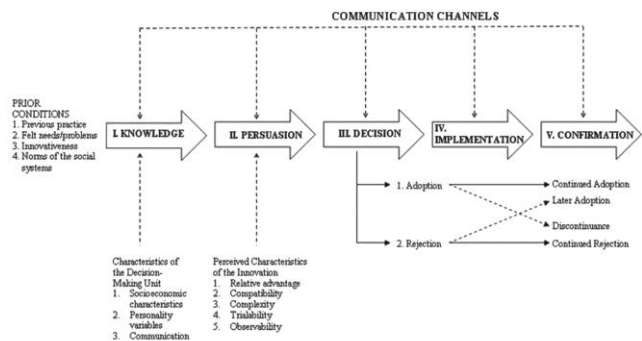 COMMUNICATION CHANNELS
PRIOR
CONDITIONS
1. Previous practice
2. Felt needs/problems
3. Innovativeness
4. Norms of the social
systems
I. KNOWLEDGE
II. PERSUASION
III. DECISION
IV.
IMPLEMENTATION
V. CONFIRMATION
1. Adoption
2. Rejection
Continued Adoption
Later Adoption
Discontinuance
Continued Rejection
Characteristics of
the Decision-
Making Unit
1. Socioeconomic
characteristics
2. Personality
variables
3. Communication
Perceived Characteristics
of the Innovation
1. Relative advantage
2. Compatibility
3. Complexity
4. Trialability
5. Observability